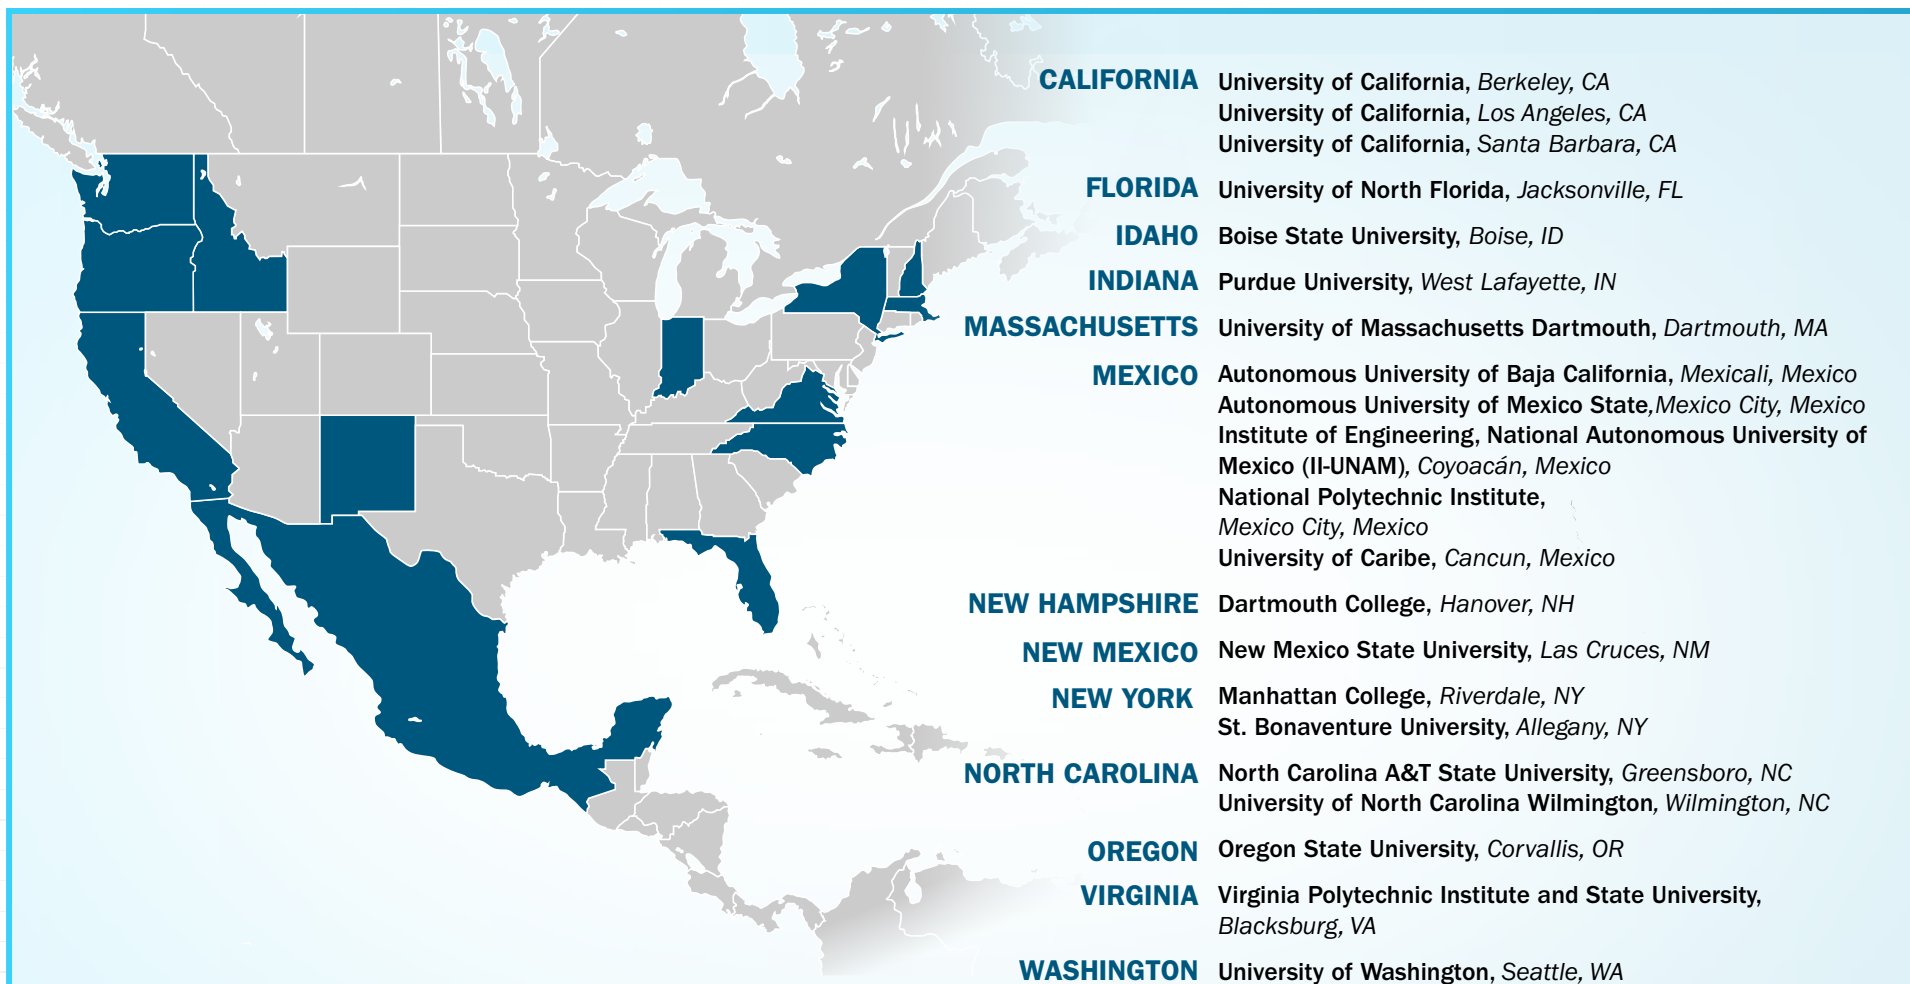 CALIFORNIA University of California, Berkeley, CA
University of California, Los Angeles, CA
University of California, Santa Barbara, CA
FLORIDA University of North Florida, Jacksonville, FL
IDAHO Boise State University, Boise, ID
INDIANA Purdue University, West Lafayette, IN
MASSACHUSETTS University of Massachusetts Dartmouth, Dartmouth, MA
MEXICO Autonomous University of Baja California, Mexicali, Mexico
Autonomous University of Mexico State,Mexico City, Mexico
Institute of Engineering, National Autonomous University of
Mexico (II-UNAM), Coyoacán, Mexico
National Polytechnic Institute,
Mexico City, Mexico
University of Caribe, Cancun, Mexico
NEW HAMPSHIRE Dartmouth College, Hanover, NH
NEW MEXICO New Mexico State University, Las Cruces, NM
NEW YORK Manhattan College, Riverdale, NY
St. Bonaventure University, Allegany, NY
NORTH CAROLINA North Carolina A&T State University, Greensboro, NC
University of North Carolina Wilmington, Wilmington, NC
OREGON Oregon State University, Corvallis, OR
VIRGINIA Virginia Polytechnic Institute and State University,
Blacksburg, VA
WASHINGTON University of Washington, Seattle, WA